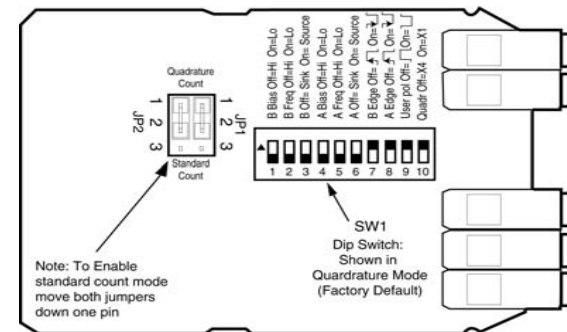 Quadrature
Count
1
2
3
JP2
1
2
3
JP1
Standard
Count
B Bias Off=Hi On=Lo
B Freq Off=Hi On=Lo
B Off= Sink On= Source
A Bias Off=Hi On=Lo
A Freq Off=Hi On=Lo
A Off= Sink On= Source
B Edge Off= On=
A Edge Off= On=
User pol Off= On=
Quadr Off=X4 On=X1
1 2 3 4 5 6 7 8 9 10
SW1
Dip Switch:
Shown in
Quardrature Mode
(Factory Default)
Note: To Enable
standard count mode
move both jumpers
down one pin